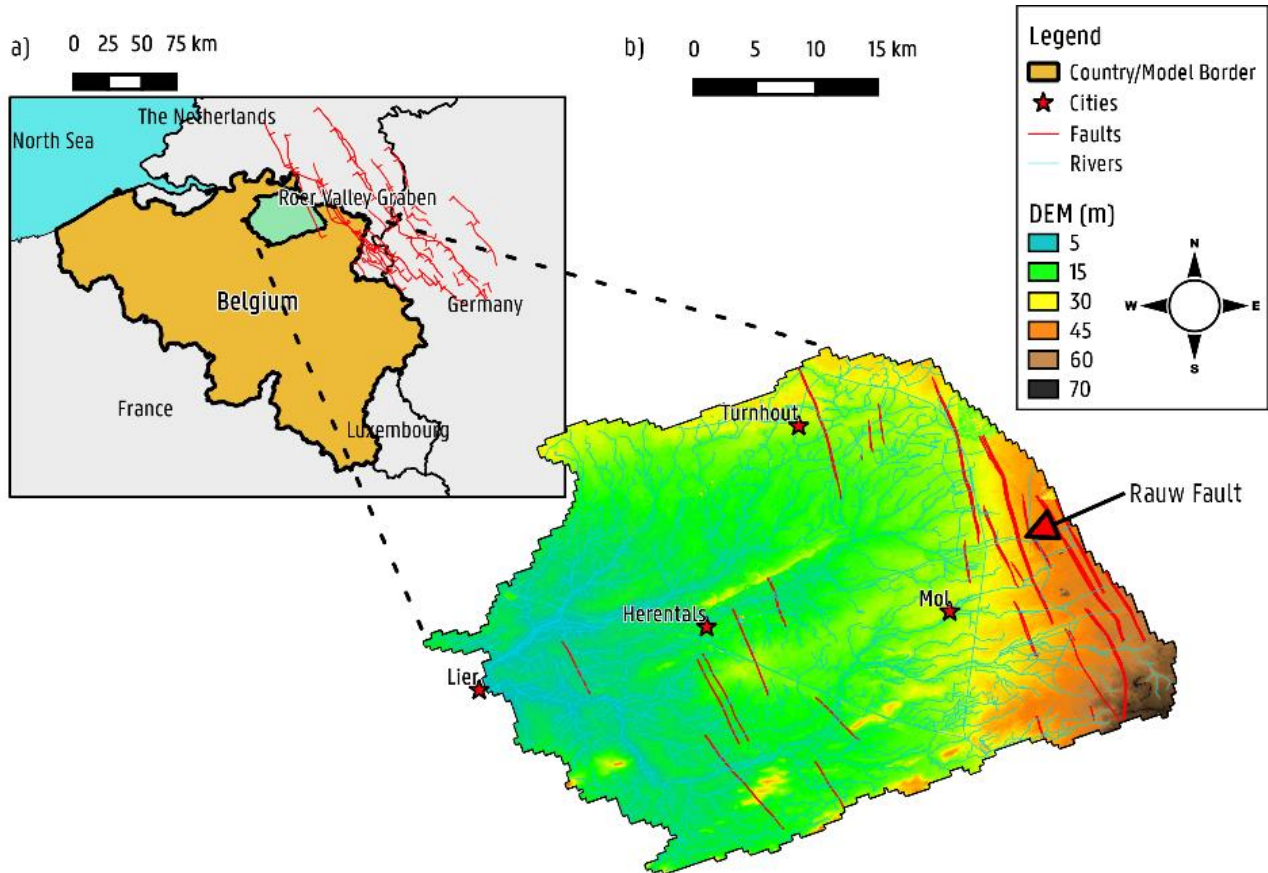 a)
0 25 50 75 km
The Netherlands
North Sea
Roer Valley Graben
Belgium
Germany
France
Luxembourg
b)
0 5 10 15 km
Legend
Country/Model Border
Cities
Faults
Rivers
DEM (m)
5
15
30
45
60
70
N
W E
S
Turnhout
Rauw Fault
Herentals
Mol
Lier